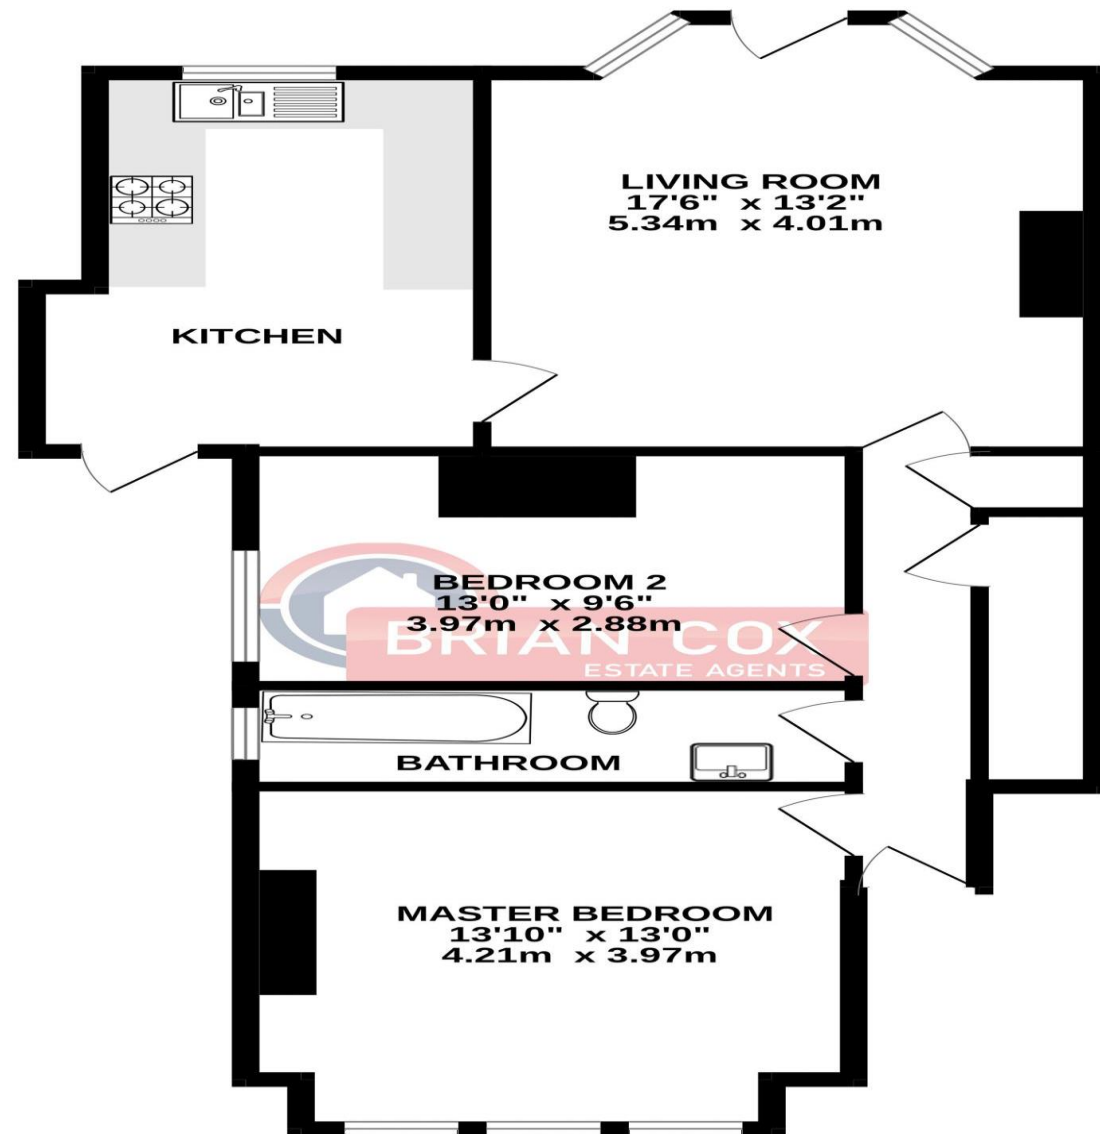 LIVING ROOM
17'6" x 13'2"
5.34m x 4.01m
KITCHEN
BEDROOM 2
13'0" x 9'6"
3.97m x 2.88m
BRIAN COX
ESTATE AGENTS
BATHROOM
MASTER BEDROOM
13'10" x 13'0"
4.21m x 3.97m